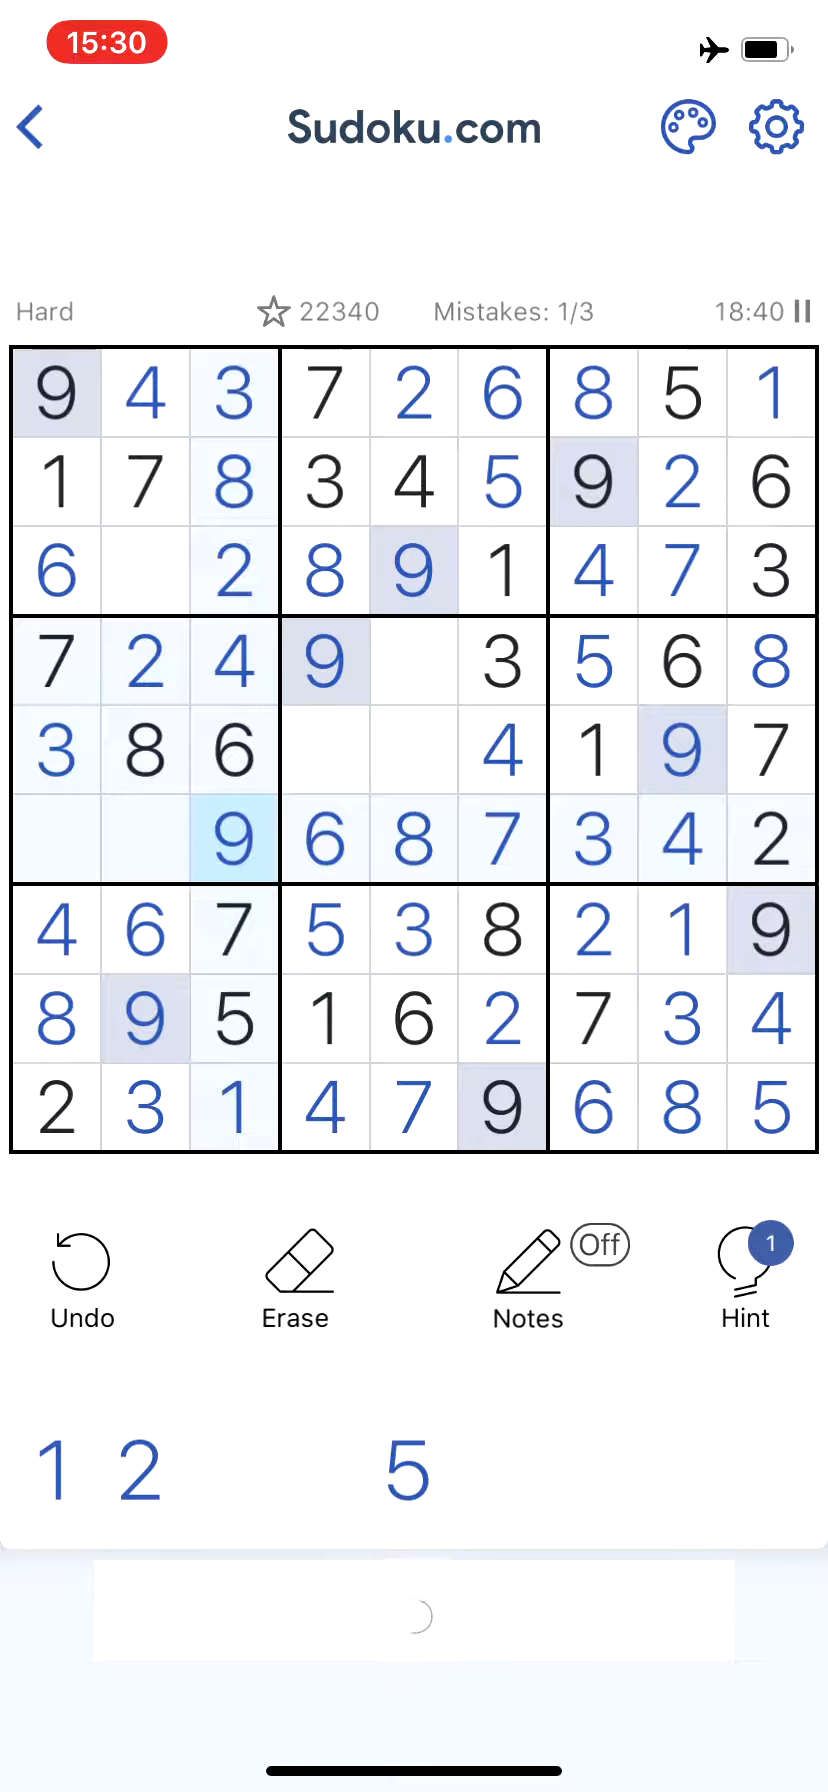 15:30
Sudoku.com
Hard 22340 Mistakes: 1/3 18:40
9 4 3 7 2 6 8 5 1
1 7 8 3 4 5 9 2 6
6 2 8 9 1 4 7 3
7 2 4 9 3 5 6 8
3 8 6 4 1 9 7
9 6 8 7 3 4 2
4 6 7 5 3 8 2 1 9
8 9 5 1 6 2 7 3 4
2 3 1 4 7 9 6 8 5
Off 1
Undo Erase Notes Hint
1 2 5